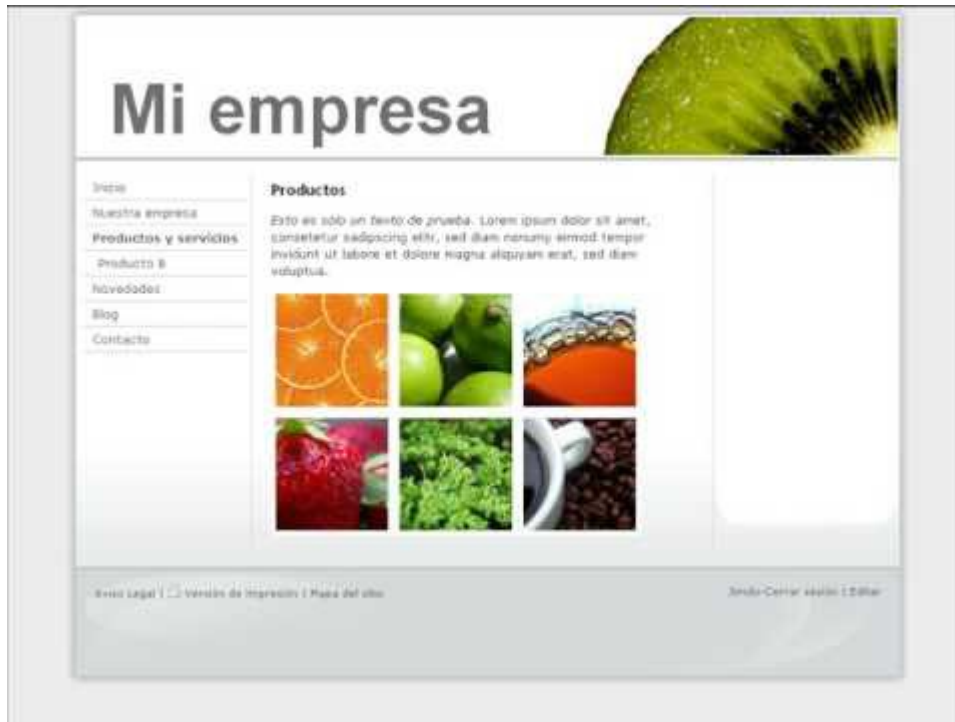 Mi empresa
Inicio
Nuestra empresa
Productos y servicios
Producto B
Novedades
Blog
Contacto
Productos
Esto es sólo un texto de prueba. Lorem ipsum dolor sit amet,
consetetur sadipscing elitr, sed diam nonumy eirmod tempor
invidunt ut labore et dolore magna aliquyam erat, sed diam
voluptua.
Aviso Legal | Versión de impresión | Mapa del sitio
Jimdo-Cerrar sesión | Editar